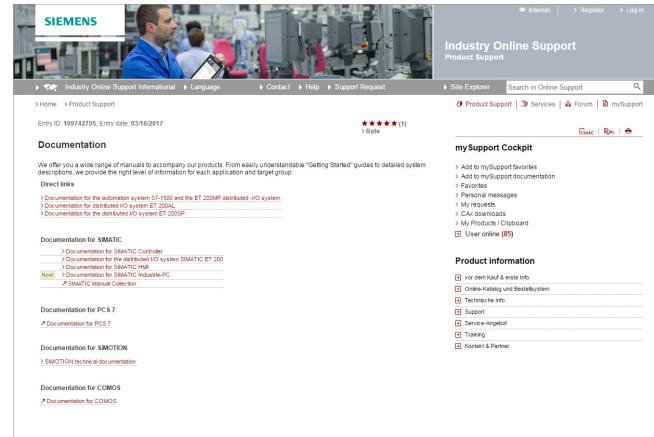 SIEMENS
Internet > Register > Log in
Industry Online Support
Product Support
Industry Online Support International Language Contact Help Support Request Site Explorer Search in Online Support
> Home > Product Support
Product Support | Services | Forum | mySupport
Entry ID: 109742705, Entry date: 03/16/2017
(1)
> Rate
Documentation
We offer you a wide range of manuals to accompany our products. From easily understandable "Getting Started" guides to detailed system
descriptions, we provide the right level of information for each application and target group.
Direct links
> Documentation for the automation system S7-1500 and the ET 200MP distributed -I/O system
> Documentation for distributed I/O system ET 200AL
> Documentation for the distributed I/O system ET 200SP
Documentation for SIMATIC
> Documentation for SIMATIC Controller
> Documentation for the distributed I/O system SIMATIC ET 200
> Documentation for SIMATIC HMI
New! > Documentation for SIMATIC Industrie-PC
SIMATIC Manual Collection
Documentation for PCS 7
Documentation for PCS 7
Documentation for SIMOTION
> SIMOTION technical documentation
Documentation for COMOS
Documentation for COMOS
mySupport Cockpit
> Add to mySupport favorites
> Add to mySupport documentation
> Favorites
> Personal messages
> My requests
> CAx downloads
> My Products / Clipboard
User online (85)
Product information
vor dem Kauf & erste Info
Online-Katalog und Bestellsystem
Technische Info
Support
Service-Angebot
Training
Kontakt & Partner